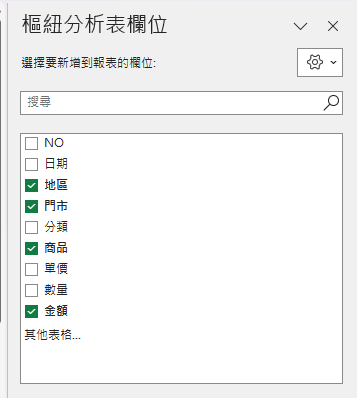 樞紐分析表欄位
選擇要新增到報表的欄位:
搜尋
NO
日期
地區
門市
分類
商品
單價
數量
金額
其他表格...